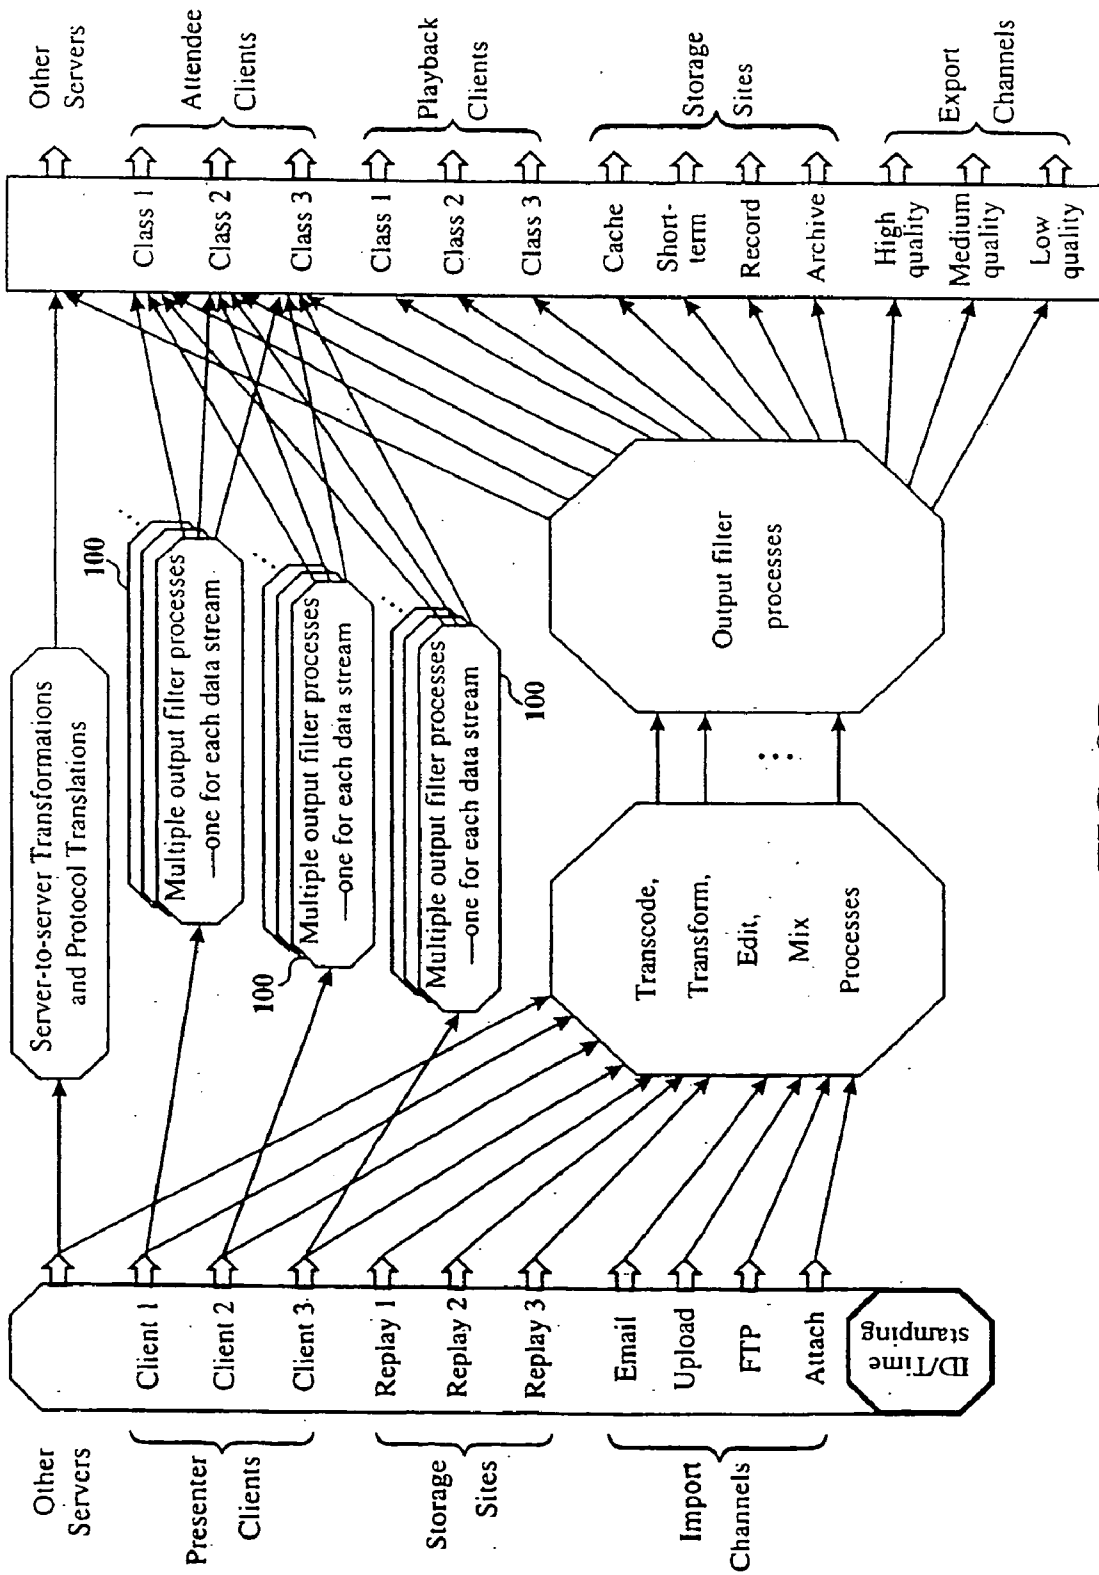 Other
Servers
Presenter
Clients
Storage
Sites
Import
Channels
Client 1
Client 2
Client 3
Replay 1
Replay 2
Replay 3
Email
Upload
FTP
Attach
ID/Time
stamping
Server-to-server Transformations
and Protocol Translations
100
Multiple output filter processes
—one for each data stream
100
Multiple output filter processes
—one for each data stream
100
Multiple output filter processes
—one for each data stream
Transcode,
Transform,
Edit,
Mix
Processes
Output filter
processes
Class 1
Class 2
Class 3
Class 1
Class 2
Class 3
Cache
Short-
term
Record
Archive
High
quality
Medium
quality
Low
quality
Other
Servers
Attendee
Clients
Playback
Clients
Storage
Sites
Export
Channels